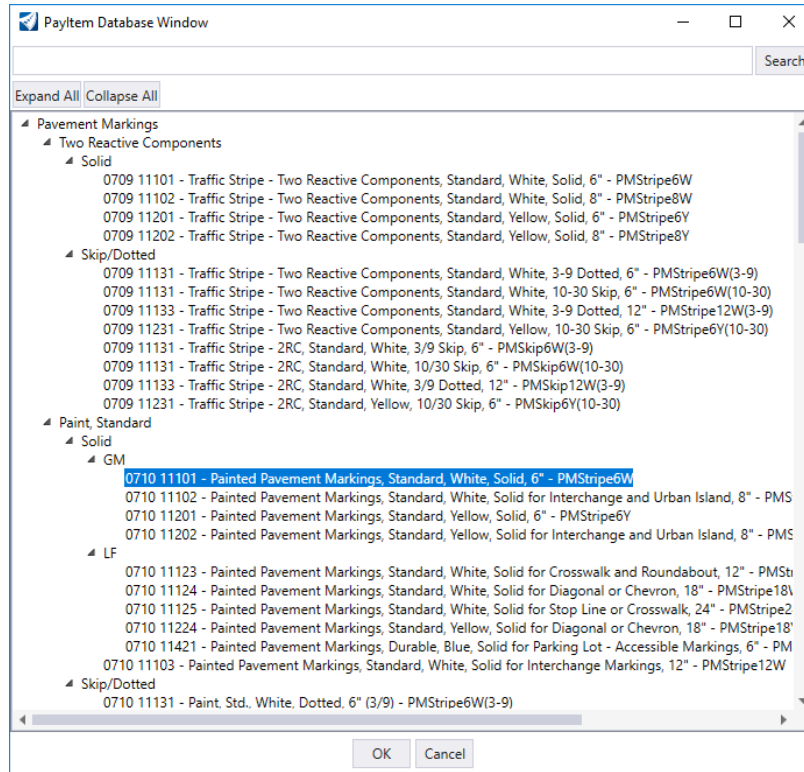 PayItem Database Window
Search
Expand All Collapse All
Pavement Markings
Two Reactive Components
Solid
0709 11101 - Traffic Stripe - Two Reactive Components, Standard, White, Solid, 6" - PMStripe6W
0709 11102 - Traffic Stripe - Two Reactive Components, Standard, White, Solid, 8" - PMStripe8W
0709 11201 - Traffic Stripe - Two Reactive Components, Standard, Yellow, Solid, 6" - PMStripe6Y
0709 11202 - Traffic Stripe - Two Reactive Components, Standard, Yellow, Solid, 8" - PMStripe8Y
Skip/Dotted
0709 11131 - Traffic Stripe - Two Reactive Components, Standard, White, 3-9 Dotted, 6" - PMStripe6W(3-9)
0709 11131 - Traffic Stripe - Two Reactive Components, Standard, White, 10-30 Skip, 6" - PMStripe6W(10-30)
0709 11133 - Traffic Stripe - Two Reactive Components, Standard, White, 3-9 Dotted, 12" - PMStripe12W(3-9)
0709 11231 - Traffic Stripe - Two Reactive Components, Standard, Yellow, 10-30 Skip, 6" - PMStripe6Y(10-30)
0709 11131 - Traffic Stripe - 2RC, Standard, White, 3/9 Skip, 6" - PMSkip6W(3-9)
0709 11131 - Traffic Stripe - 2RC, Standard, White, 10/30 Skip, 6" - PMSkip6W(10-30)
0709 11133 - Traffic Stripe - 2RC, Standard, White, 3/9 Dotted, 12" - PMSkip12W(3-9)
0709 11231 - Traffic Stripe - 2RC, Standard, Yellow, 10/30 Skip, 6" - PMSkip6Y(10-30)
Paint, Standard
Solid
GM
0710 11101 - Painted Pavement Markings, Standard, White, Solid, 6" - PMStripe6W
0710 11102 - Painted Pavement Markings, Standard, White, Solid for Interchange and Urban Island, 8" - PMS
0710 11201 - Painted Pavement Markings, Standard, Yellow, Solid, 6" - PMStripe6Y
0710 11202 - Painted Pavement Markings, Standard, Yellow, Solid for Interchange and Urban Island, 8" - PMS
LF
0710 11123 - Painted Pavement Markings, Standard, White, Solid for Crosswalk and Roundabout, 12" - PMStri
0710 11124 - Painted Pavement Markings, Standard, White, Solid for Diagonal or Chevron, 18" - PMStripe18W
0710 11125 - Painted Pavement Markings, Standard, White, Solid for Stop Line or Crosswalk, 24" - PMStripe2
0710 11224 - Painted Pavement Markings, Standard, Yellow, Solid for Diagonal or Chevron, 18" - PMStripe18Y
0710 11421 - Painted Pavement Markings, Durable, Blue, Solid for Parking Lot - Accessible Markings, 6" - PM
0710 11103 - Painted Pavement Markings, Standard, White, Solid for Interchange Markings, 12" - PMStripe12W
Skip/Dotted
0710 11131 - Paint, Std., White, Dotted, 6" (3/9) - PMStripe6W(3-9)
OK Cancel